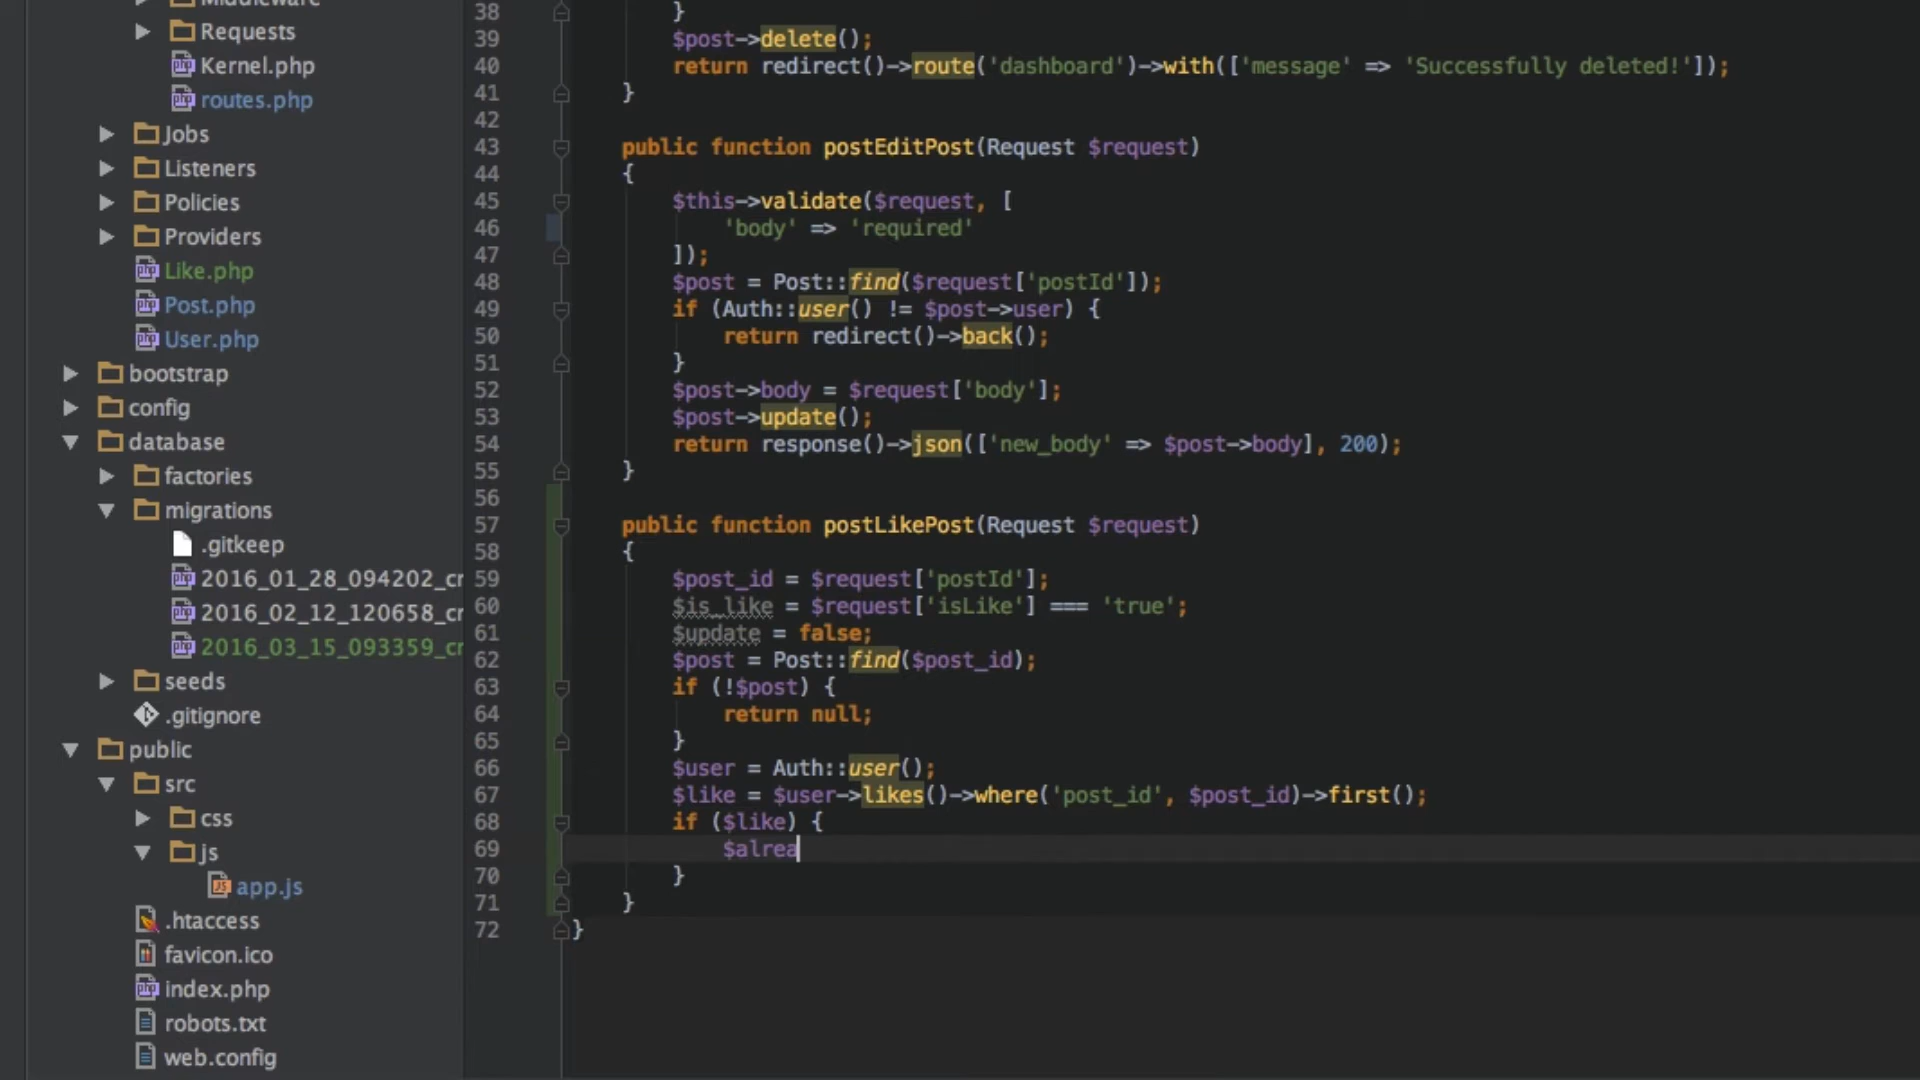 Middleware
Requests
Kernel.php
routes.php
Jobs
Listeners
Policies
Providers
Like.php
Post.php
User.php
bootstrap
config
database
factories
migrations
.gitkeep
2016_01_28_094202_cr
2016_02_12_120658_cr
2016_03_15_093359_cr
seeds
.gitignore
public
src
css
js
app.js
.htaccess
favicon.ico
index.php
robots.txt
web.config
38 }
39 $post->delete();
40 return redirect()->route('dashboard')->with(['message' => 'Successfully deleted!']);
41 }
42
43 public function postEditPost(Request $request)
44 {
45 $this->validate($request, [
46 'body' => 'required'
47 ]);
48 $post = Post::find($request['postId']);
49 if (Auth::user() != $post->user) {
50 return redirect()->back();
51 }
52 $post->body = $request['body'];
53 $post->update();
54 return response()->json(['new_body' => $post->body], 200);
55 }
56
57 public function postLikePost(Request $request)
58 {
59 $post_id = $request['postId'];
60 $is_like = $request['isLike'] === 'true';
61 $update = false;
62 $post = Post::find($post_id);
63 if (!$post) {
64 return null;
65 }
66 $user = Auth::user();
67 $like = $user->likes()->where('post_id', $post_id)->first();
68 if ($like) {
69 $alrea
70 }
71 }
72 }